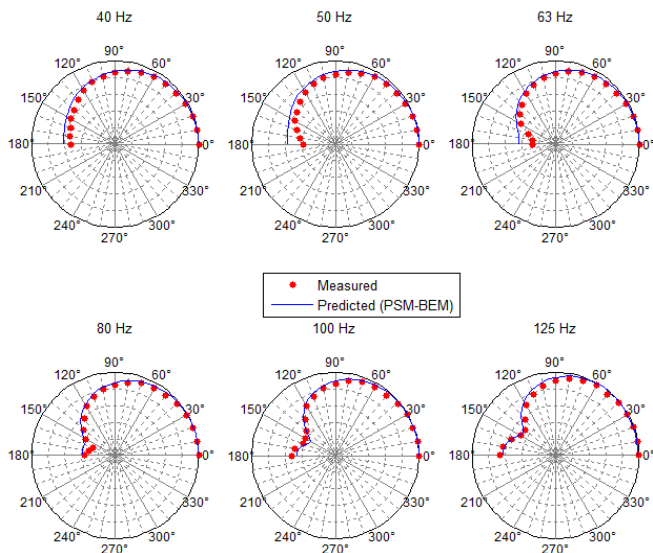 40 Hz 50 Hz 63 Hz
90° 90° 90°
120° 60° 120° 60° 120° 60°
150° 30° 150° 30° 150° 30°
180° 0° 180° 0° 180° 0°
210° 330° 210° 330° 210° 330°
240° 300° 240° 300° 240° 300°
270° 270° 270°
Measured
Predicted (PSM-BEM)
80 Hz 100 Hz 125 Hz
90° 90° 90°
120° 60° 120° 60° 120° 60°
150° 30° 150° 30° 150° 30°
180° 0° 180° 0° 180° 0°
210° 330° 210° 330° 210° 330°
240° 300° 240° 300° 240° 300°
270° 270° 270°